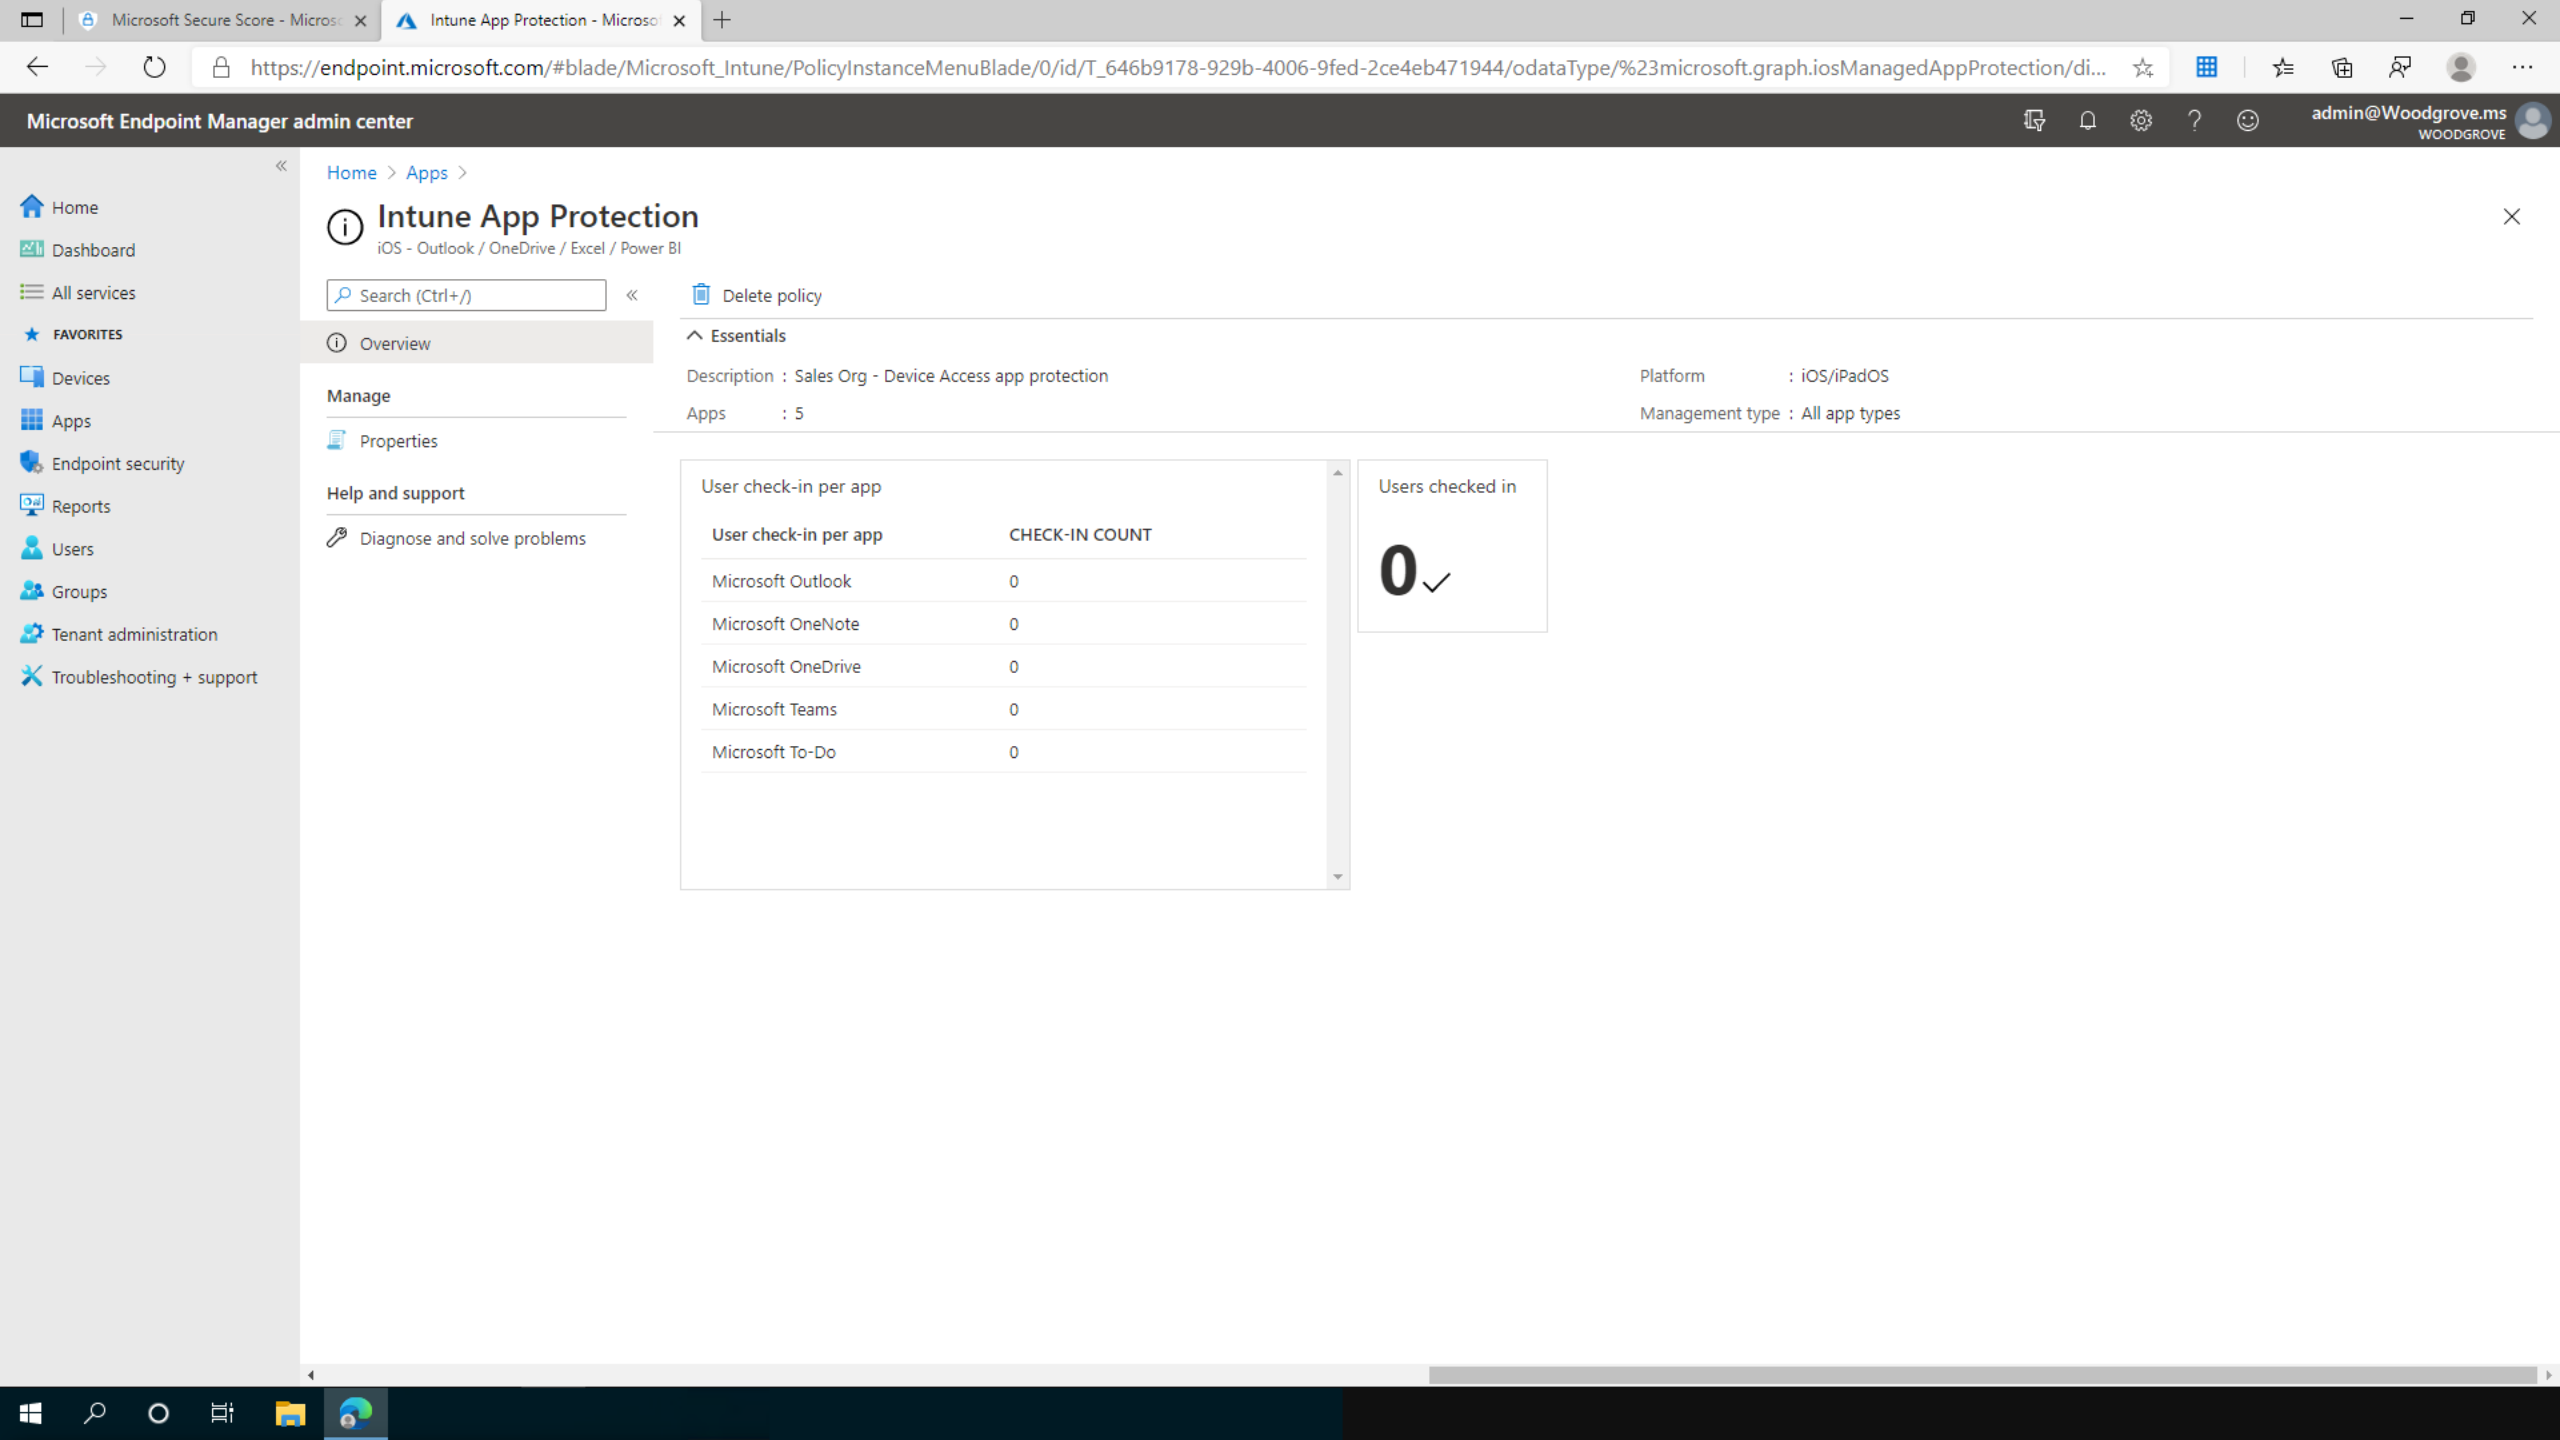 Microsoft Secure Score - Micros
Intune App Protection - Microso
https://endpoint.microsoft.com/#blade/Microsoft_Intune/PolicyInstanceMenuBlade/0/id/T_646b9178-929b-4006-9fed-2ce4eb471944/odataType/%23microsoft.graph.iosManagedAppProtection/di...
Microsoft Endpoint Manager admin center
admin@Woodgrove.ms
WOODGROVE
Home
Dashboard
All services
FAVORITES
Devices
Apps
Endpoint security
Reports
Users
Groups
Tenant administration
Troubleshooting + support
Home > Apps >
Intune App Protection
iOS - Outlook / OneDrive / Excel / Power BI
Search (Ctrl+/)
Overview
Manage
Properties
Help and support
Diagnose and solve problems
Delete policy
Essentials
Description : Sales Org - Device Access app protection
Apps : 5
Platform : iOS/iPadOS
Management type : All app types
User check-in per app
User check-in per app CHECK-IN COUNT
Microsoft Outlook 0
Microsoft OneNote 0
Microsoft OneDrive 0
Microsoft Teams 0
Microsoft To-Do 0
Users checked in
0